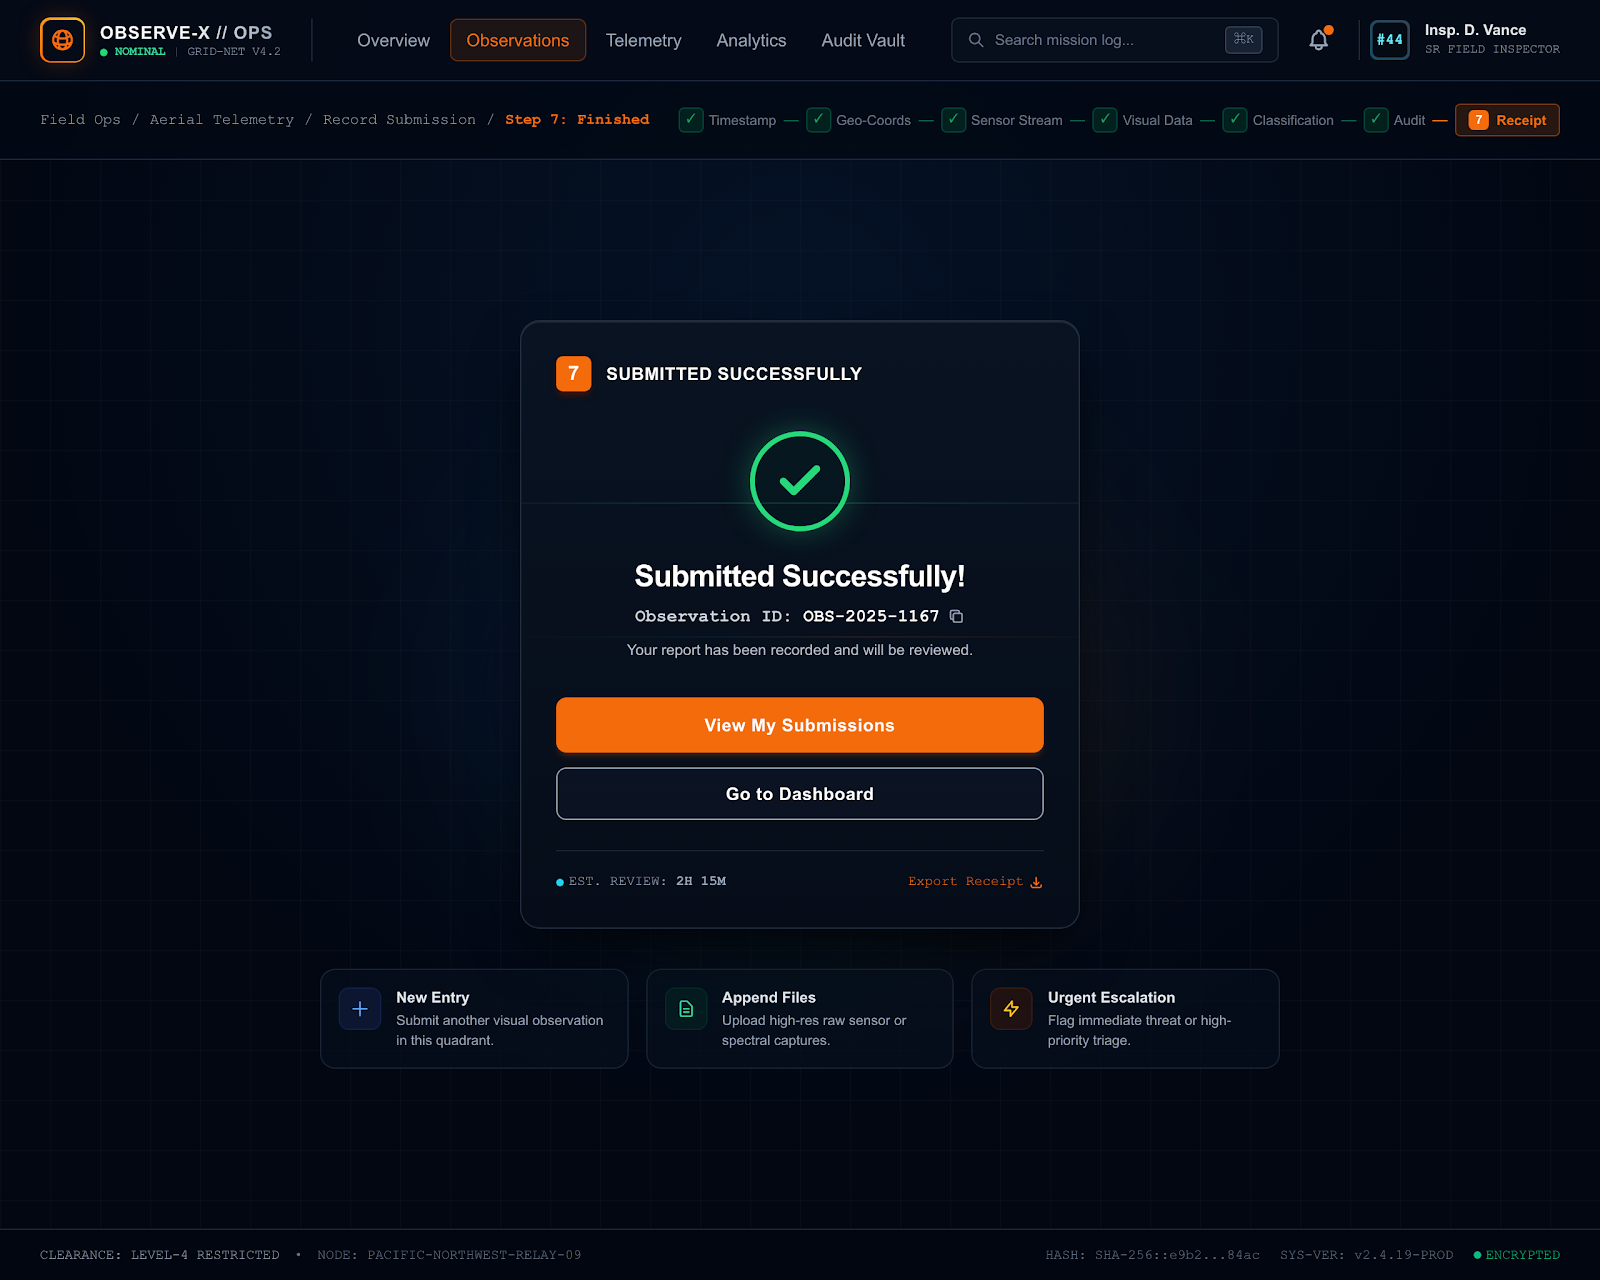 OBSERVE-X // OPS
NOMINAL | GRID-NET V4.2
Overview
Observations
Telemetry
Analytics
Audit Vault
Search mission log...
⌘K
#44
Insp. D. Vance
SR FIELD INSPECTOR
Field Ops / Aerial Telemetry / Record Submission / Step 7: Finished
✓ Timestamp — ✓ Geo-Coords — ✓ Sensor Stream — ✓ Visual Data — ✓ Classification — ✓ Audit — 7 Receipt
7 SUBMITTED SUCCESSFULLY
Submitted Successfully!
Observation ID: OBS-2025-1167
Your report has been recorded and will be reviewed.
View My Submissions
Go to Dashboard
EST. REVIEW: 2H 15M
Export Receipt
New Entry
Submit another visual observation
in this quadrant.
Append Files
Upload high-res raw sensor or
spectral captures.
Urgent Escalation
Flag immediate threat or high-
priority triage.
CLEARANCE: LEVEL-4 RESTRICTED • NODE: PACIFIC-NORTHWEST-RELAY-09
HASH: SHA-256::e9b2...84ac SYS-VER: v2.4.19-PROD ENCRYPTED